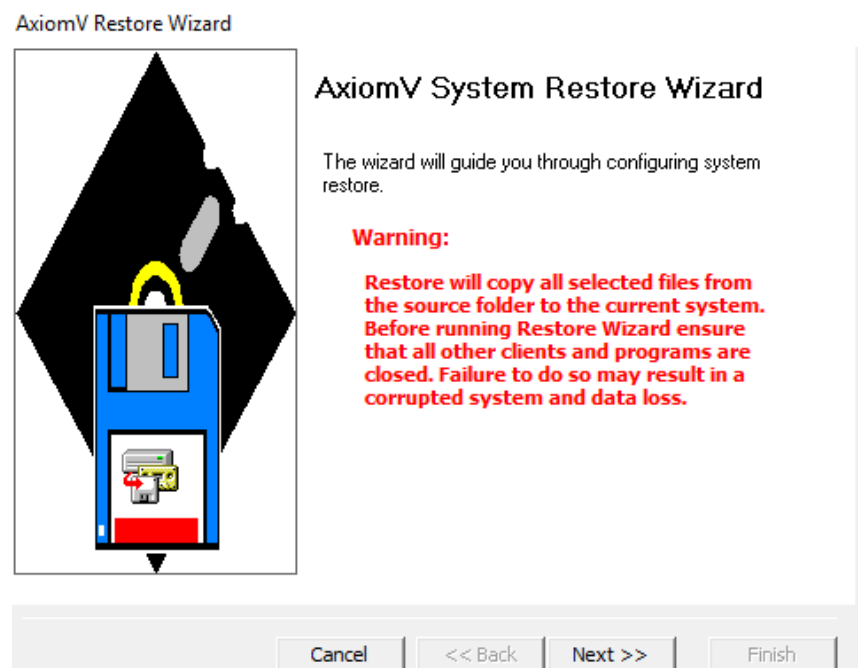 AxiomV Restore Wizard
AxiomV System Restore Wizard
The wizard will guide you through configuring system
restore.
Warning:
Restore will copy all selected files from
the source folder to the current system.
Before running Restore Wizard ensure
that all other clients and programs are
closed. Failure to do so may result in a
corrupted system and data loss.
Cancel
<< Back
Next >>
Finish